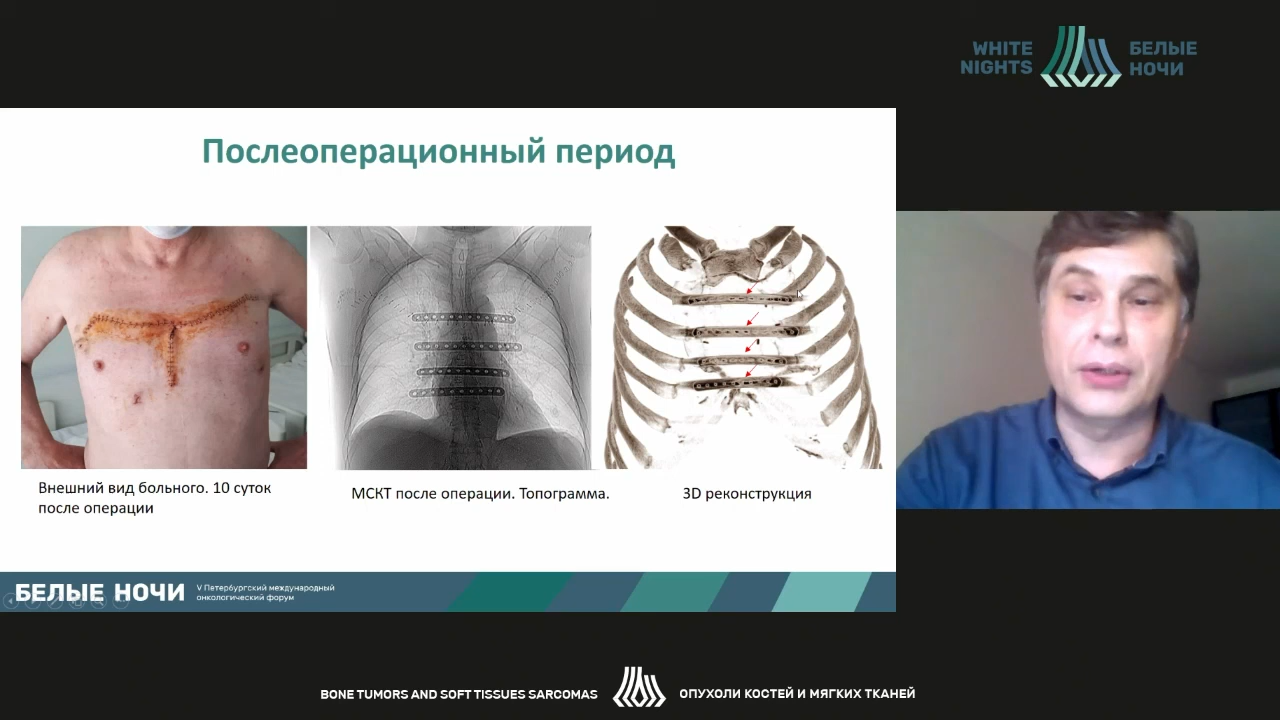 WHITE
NIGHTS
БЕЛЫЕ
НОЧИ
Послеоперационный период
Внешний вид больного. 10 суток
после операции
МСКТ после операции. Топограмма.
3D реконструкция
БЕЛЫЕ НОЧИ
V Петербургский международный
онкологический форум
BONE TUMORS AND SOFT TISSUES SARCOMAS
ОПУХОЛИ КОСТЕЙ И МЯГКИХ ТКАНЕЙ